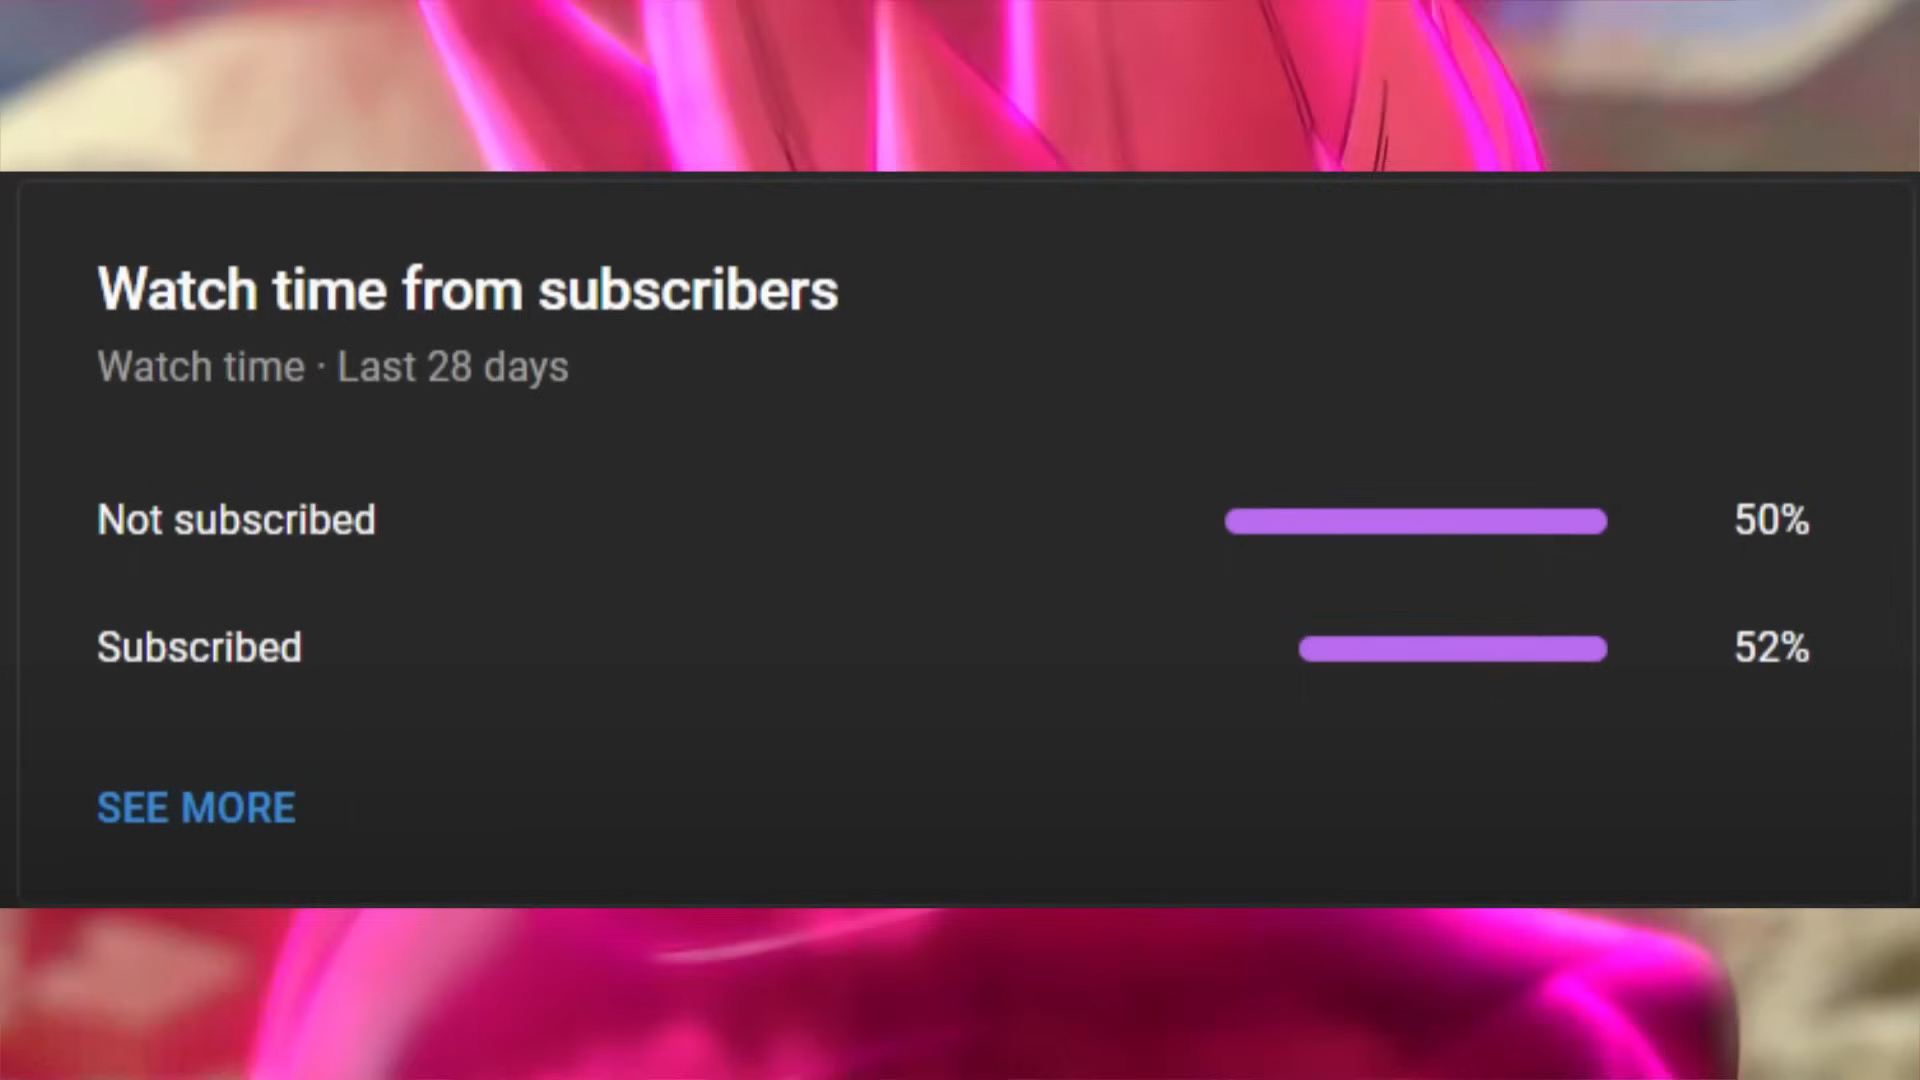 Watch time from subscribers
Watch time · Last 28 days
Not subscribed 50%
Subscribed 52%
SEE MORE